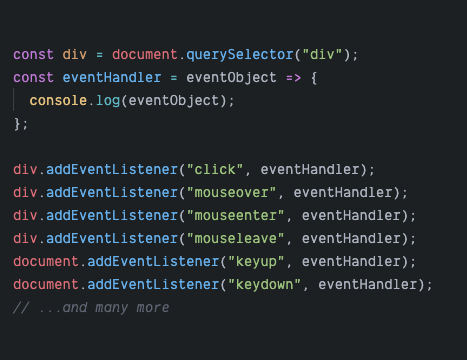 const div = document.querySelector("div");
const eventHandler = eventObject => {
  console.log(eventObject);
};

div.addEventListener("click", eventHandler);
div.addEventListener("mouseover", eventHandler);
div.addEventListener("mouseenter", eventHandler);
div.addEventListener("mouseleave", eventHandler);
document.addEventListener("keyup", eventHandler);
document.addEventListener("keydown", eventHandler);
// ...and many more